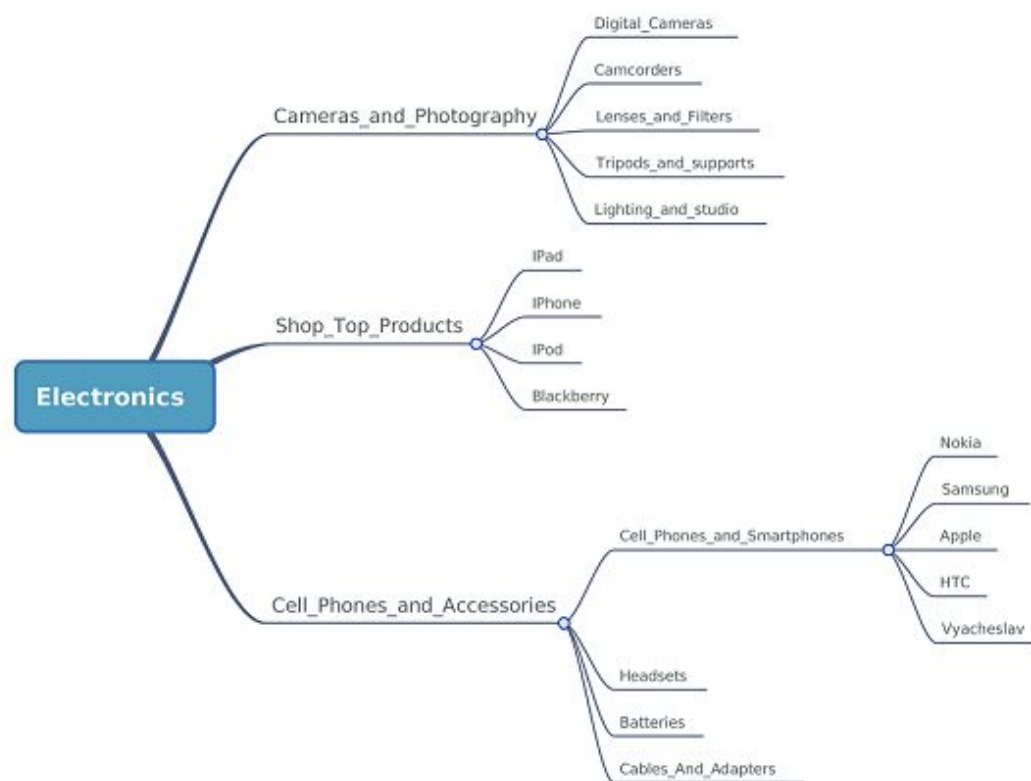 Electronics
Cameras_and_Photography
Digital_Cameras
Camcorders
Lenses_and_Filters
Tripods_and_supports
Lighting_and_studio
Shop_Top_Products
IPad
IPhone
IPod
Blackberry
Cell_Phones_and_Accessories
Cell_Phones_and_Smartphones
Nokia
Samsung
Apple
HTC
Vyacheslav
Headsets
Batteries
Cables_And_Adapters